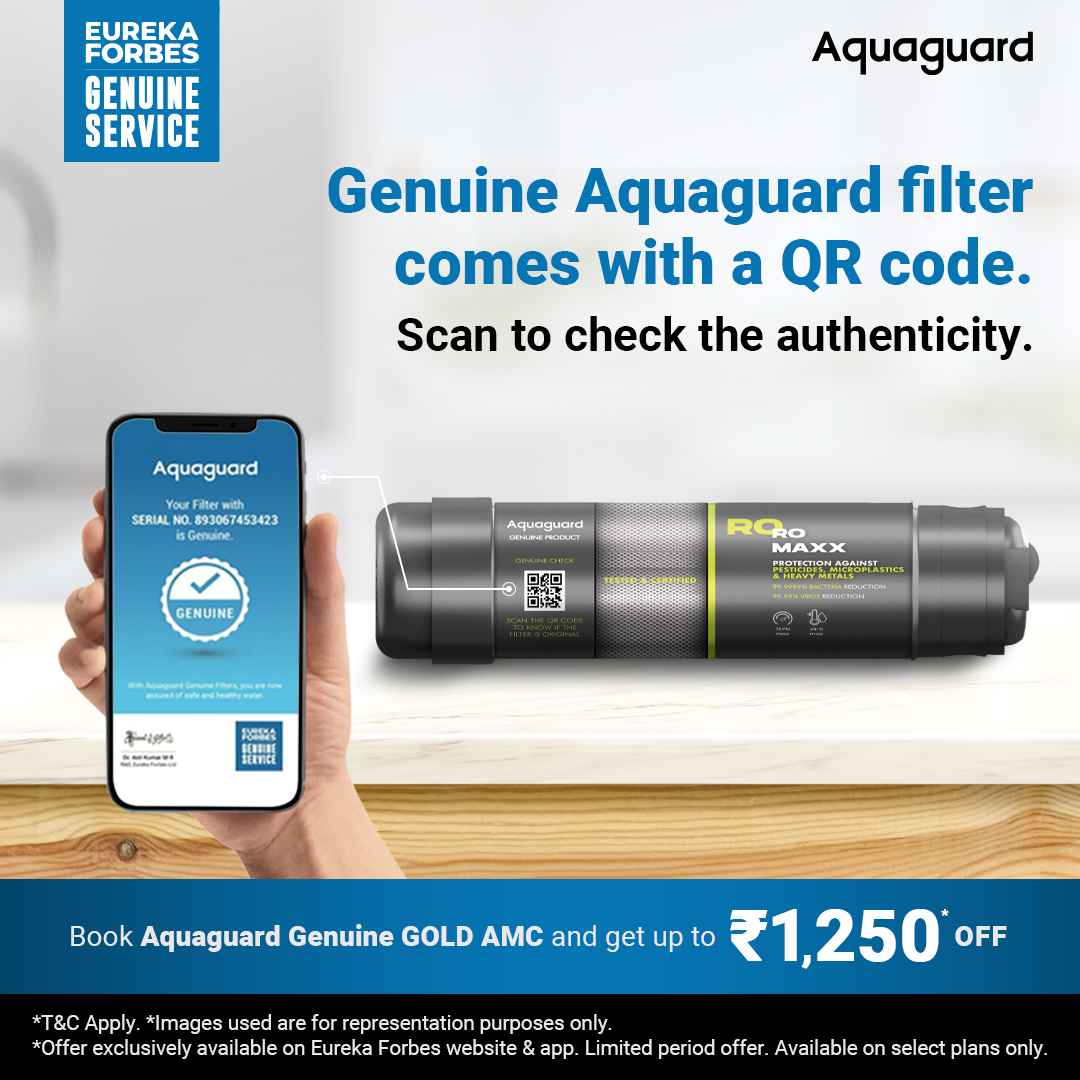 EUREKA
FORBES
GENUINE
SERVICE
Aquaguard
Genuine Aquaguard filter
comes with a QR code.
Scan to check the authenticity.
Aquaguard
Your Filter with
SERIAL NO. 893067453423
is Genuine.
GENUINE
With Aquaguard Genuine Filters, you are now
assured of safe and healthy water.
Dr. Anil Kumar M R
R&D, Eureka Forbes Ltd
EUREKA
FORBES
GENUINE
SERVICE
Aquaguard
GENUINE PRODUCT
GENUINE CHECK
SCAN THE QR CODE
TO KNOW IF THE
FILTER IS ORIGINAL
TESTED & CERTIFIED
RO
RO
MAXX
PROTECTION AGAINST
PESTICIDES, MICROPLASTICS
& HEAVY METALS
99.9999% BACTERIA REDUCTION
99.99% VIRUS REDUCTION
Book Aquaguard Genuine GOLD AMC and get up to ₹1,250* OFF
*T&C Apply. *Images used are for representation purposes only.
*Offer exclusively available on Eureka Forbes website & app. Limited period offer. Available on select plans only.